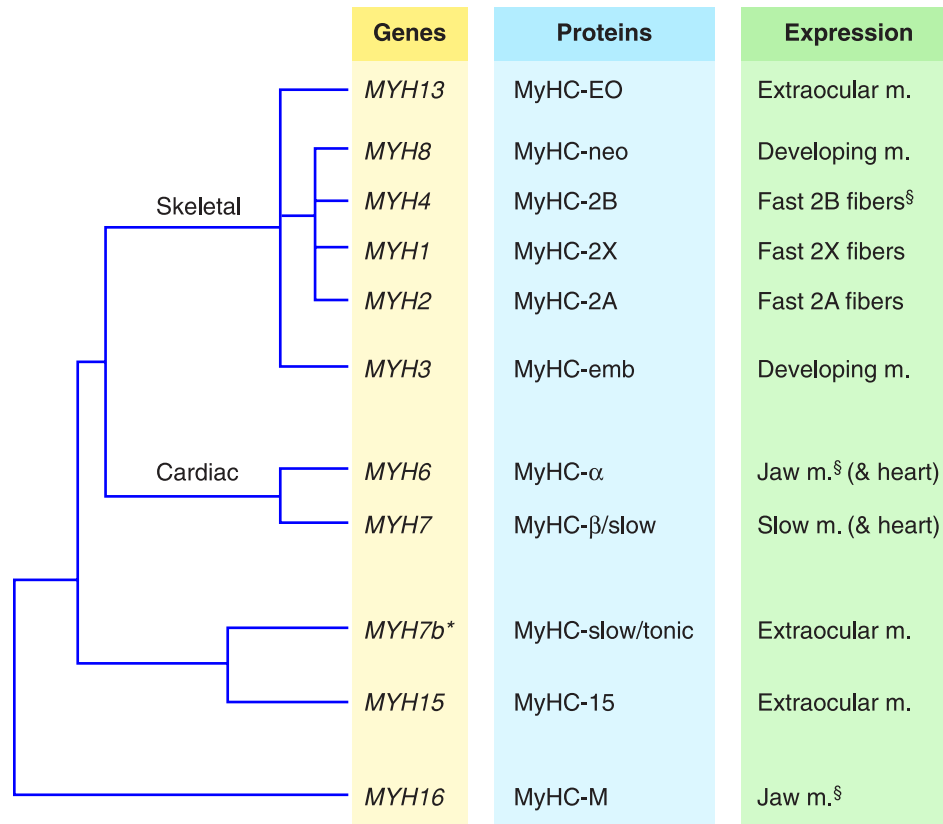 Genes Proteins Expression
MYH13 MyHC-EO Extraocular m.
MYH8 MyHC-neo Developing m.
Skeletal MYH4 MyHC-2B Fast 2B fibers§
MYH1 MyHC-2X Fast 2X fibers
MYH2 MyHC-2A Fast 2A fibers
MYH3 MyHC-emb Developing m.
Cardiac MYH6 MyHC-α Jaw m.§ (& heart)
MYH7 MyHC-β/slow Slow m. (& heart)
MYH7b* MyHC-slow/tonic Extraocular m.
MYH15 MyHC-15 Extraocular m.
MYH16 MyHC-M Jaw m.§